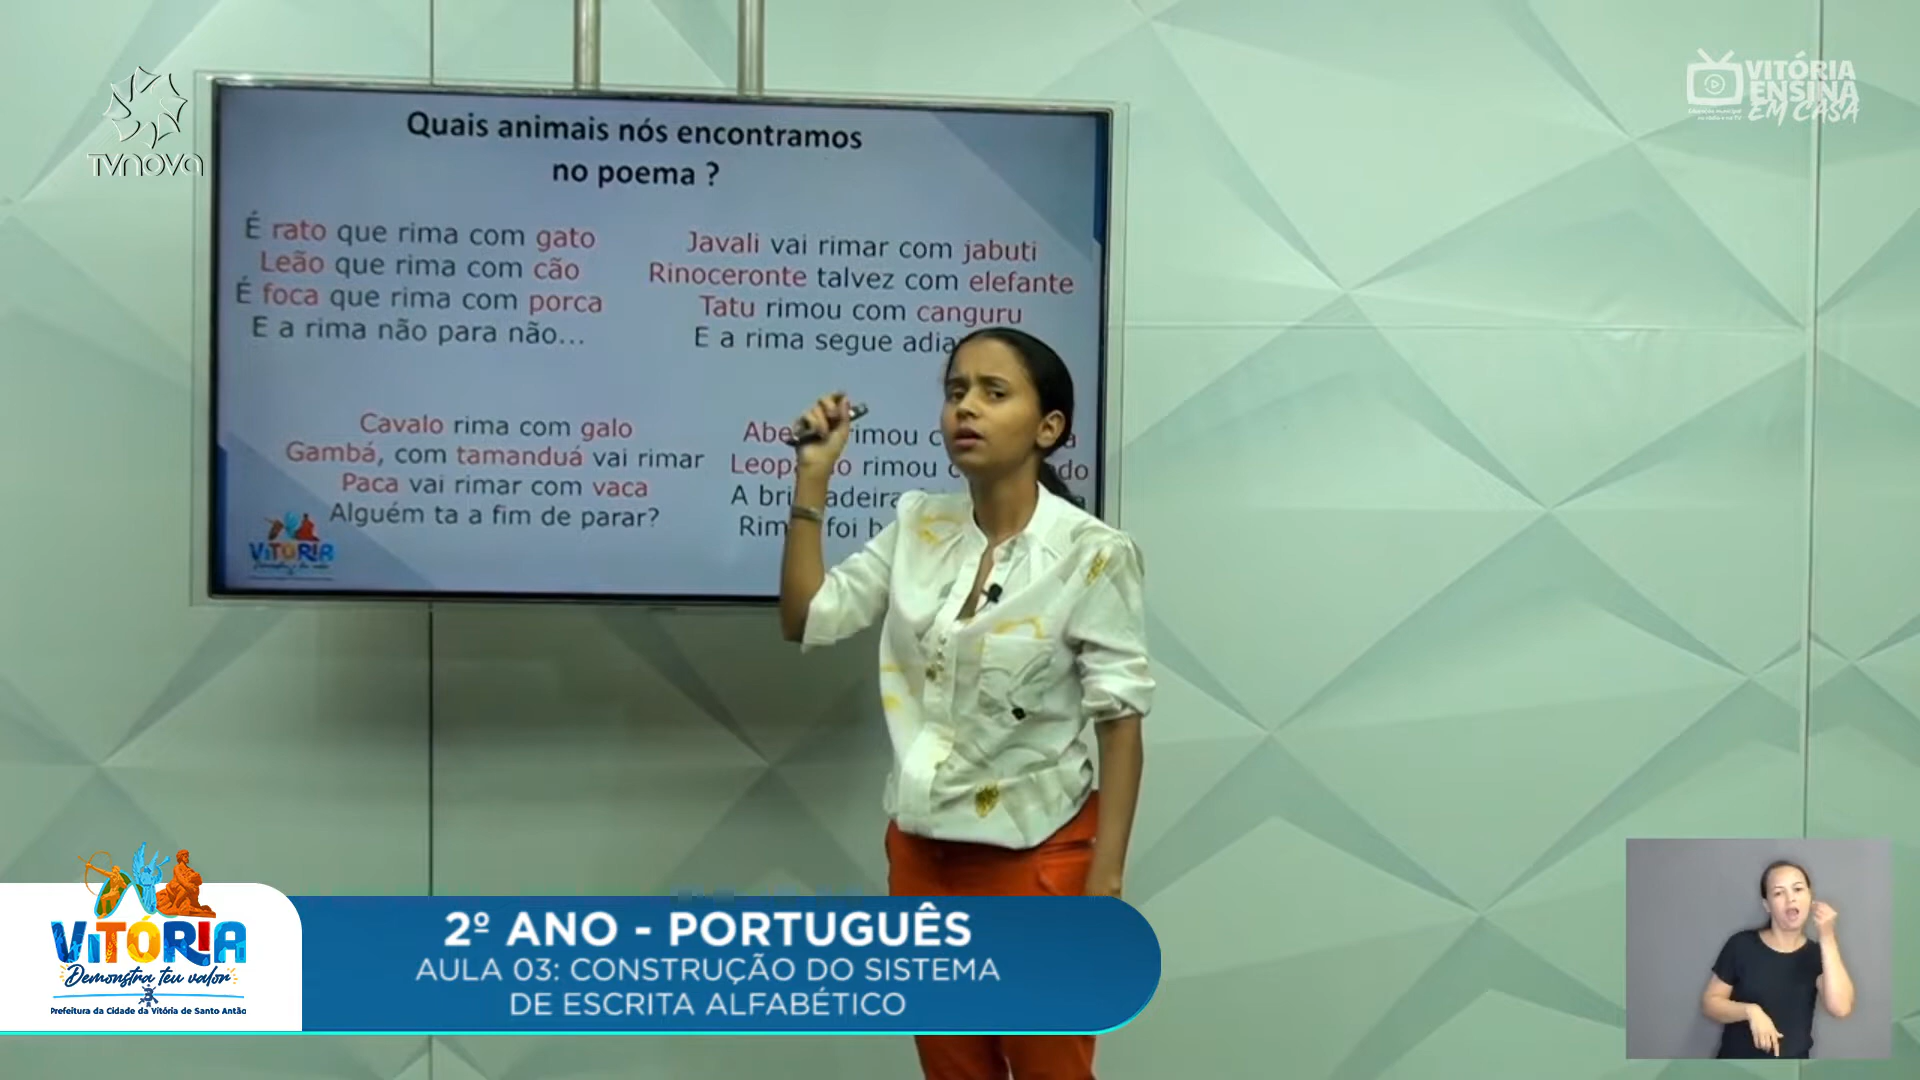 TVNOVA
VITÓRIA
ENSINA
EM CASA
Quais animais nós encontramos
no poema ?
É rato que rima com gato
Leão que rima com cão
É foca que rima com porca
E a rima não para não...
Javali vai rimar com jabuti
Rinoceronte talvez com elefante
Tatu rimou com canguru
E a rima segue
Cavalo rima com galo
Gambá, com tamanduá vai rimar
Paca vai rimar com vaca
Alguém ta a fim de parar?
rimou
A
foi
VITÓRIA
2º ANO - PORTUGUÊS
AULA 03: CONSTRUÇÃO DO SISTEMA
DE ESCRITA ALFABÉTICO
VITÓRIA
Demonstra teu valor
Prefeitura da Cidade da Vitória de Santo Antão